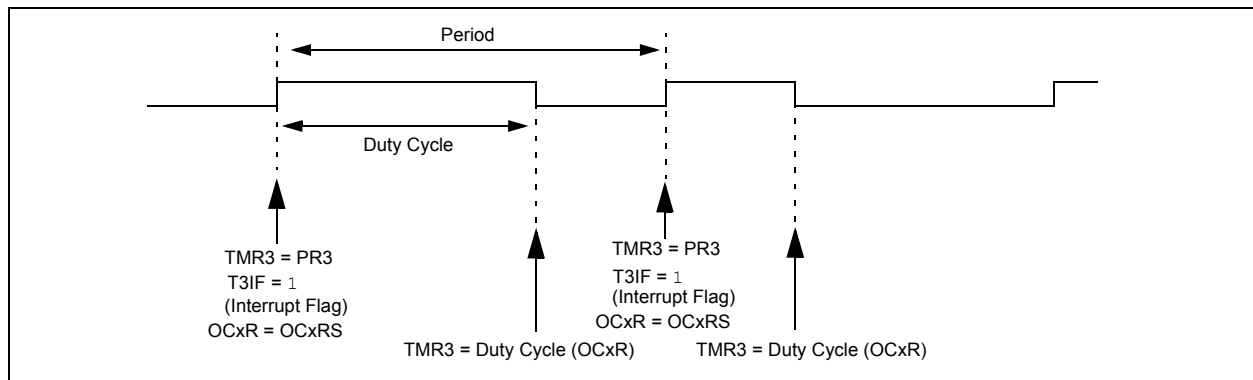 Period
Duty Cycle
TMR3 = PR3
T3IF = 1
(Interrupt Flag)
OCxR = OCxRS
TMR3 = Duty Cycle (OCxR)
TMR3 = PR3
T3IF = 1
(Interrupt Flag)
OCxR = OCxRS
TMR3 = Duty Cycle (OCxR)